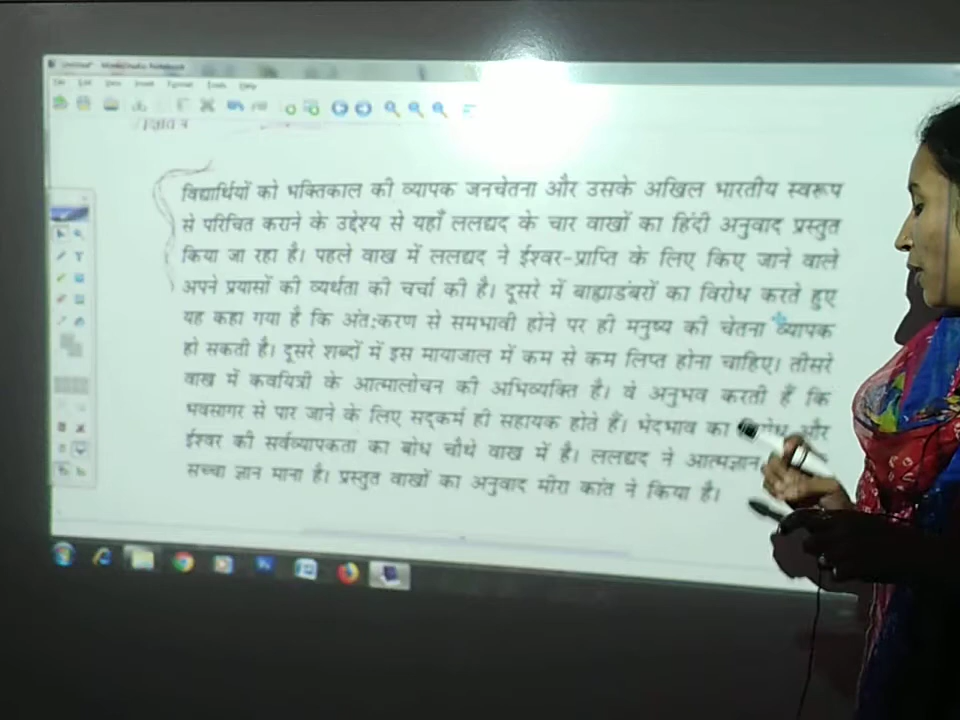 विद्यार्थियों को भक्तिकाल की व्यापक जनचेतना और उसके अखिल भारतीय स्वरूप
से परिचित कराने के उद्देश्य से यहाँ ललद्यद के चार वाखों का हिंदी अनुवाद प्रस्तुत
किया जा रहा है। पहले वाख में ललद्यद ने ईश्वर-प्राप्ति के लिए किए जाने वाले
अपने प्रयासों की व्यर्थता की चर्चा की है। दूसरे में बाह्याडंबरों का विरोध करते हुए
यह कहा गया है कि अंतःकरण से समभावी होने पर ही मनुष्य की चेतना व्यापक
हो सकती है। दूसरे शब्दों में इस मायाजाल में कम से कम लिप्त होना चाहिए। तीसरे
वाख में कवयित्री के आत्मालोचन की अभिव्यक्ति है। वे अनुभव करती हैं कि
भवसागर से पार जाने के लिए सद्कर्म ही सहायक होते हैं। भेदभाव का और
ईश्वर की सर्वव्यापकता का बोध चौथे वाख में है। ललद्यद ने आत्मज्ञान
सच्चा ज्ञान माना है। प्रस्तुत वाखों का अनुवाद मीरा कांत ने किया है।